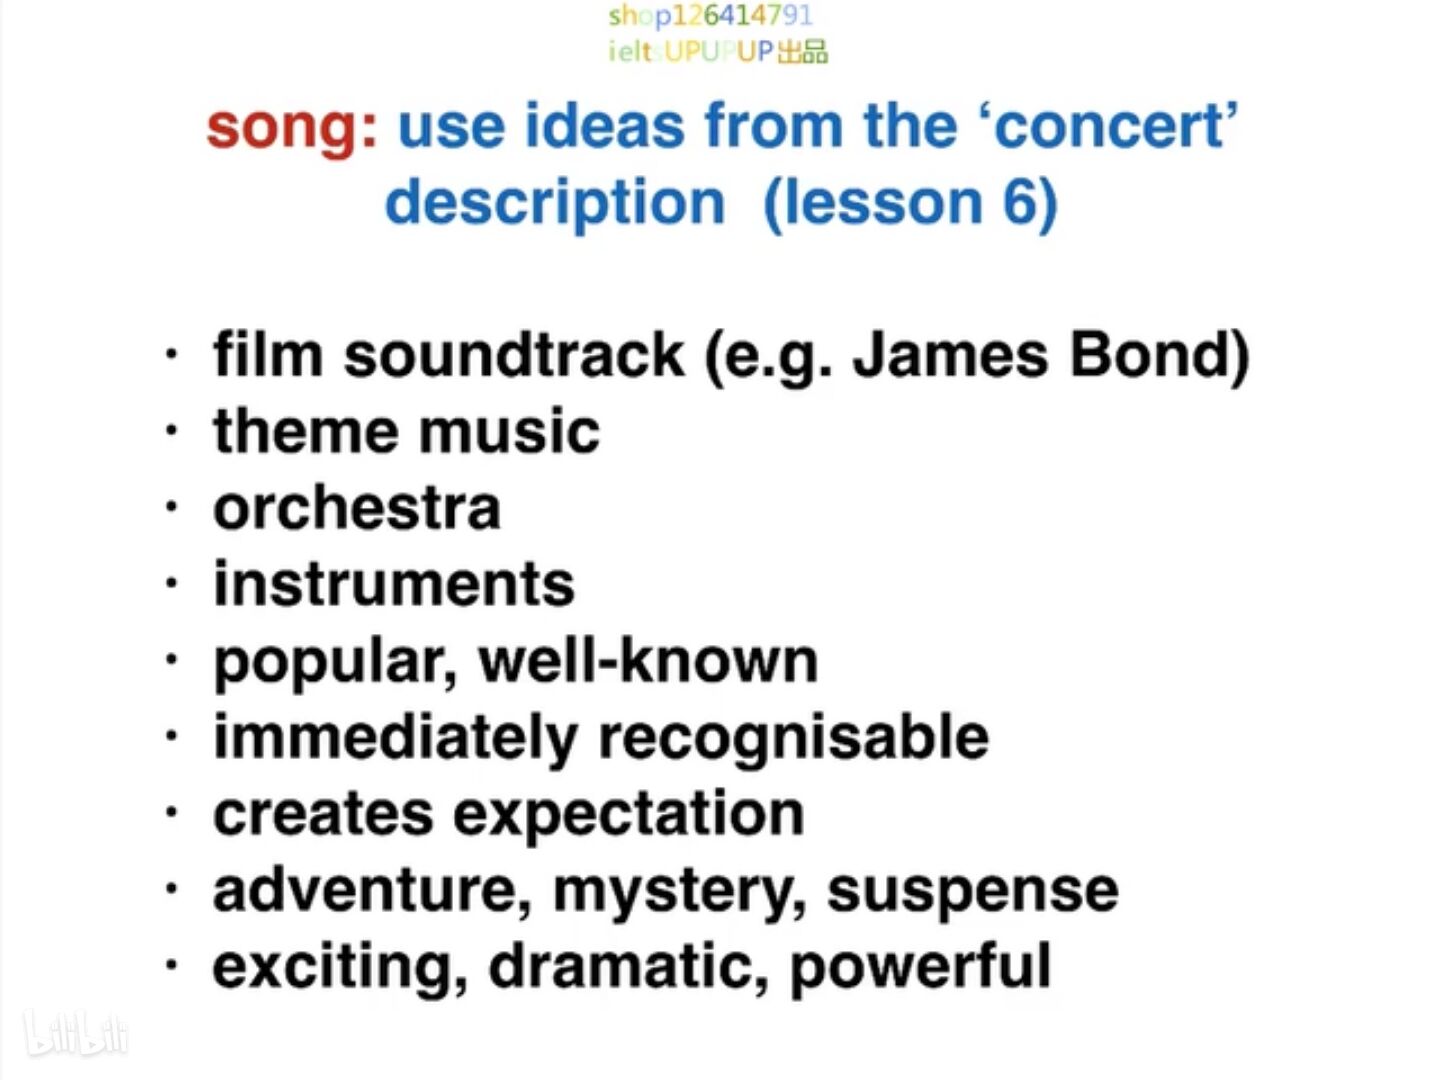 shop126414791
ieltsUPUPUP出品
song: use ideas from the ‘concert’
description (lesson 6)
· film soundtrack (e.g. James Bond)
· theme music
· orchestra
· instruments
· popular, well-known
· immediately recognisable
· creates expectation
· adventure, mystery, suspense
· exciting, dramatic, powerful
bilibili